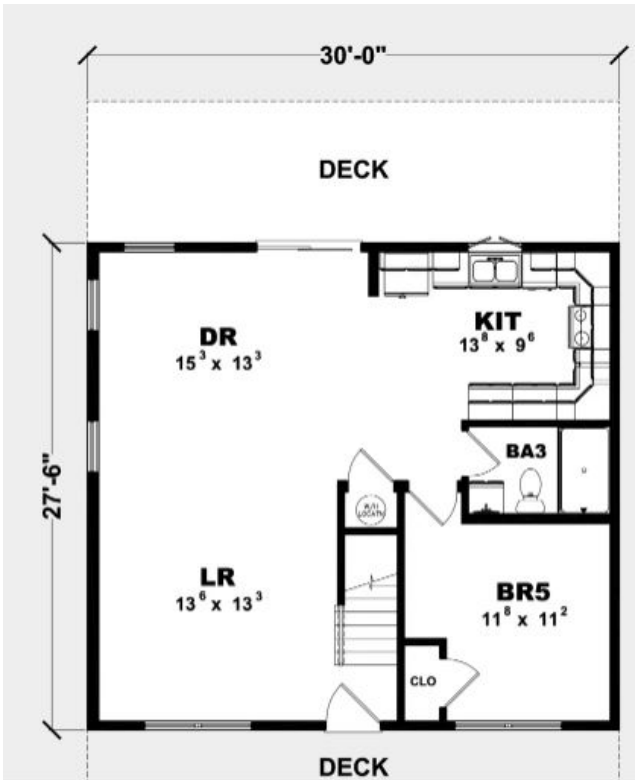 30'-0"
DECK
DR
15³ x 13³
KIT
13⁸ x 9⁶
BA3
27'-6"
W/H
LOCATN
LR
13⁶ x 13³
BR5
11⁸ x 11²
CLO
DECK